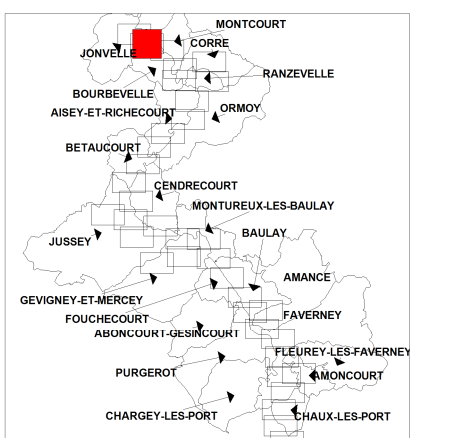 MONTCOURT
CORRE
JONVELLE
RANZEVELLE
BOURBEVELLE
AISEY-ET-RICHECOURT
ORMOY
BETAUCOURT
CENDRECOURT
MONTUREUX-LES-BAULAY
JUSSEY
BAULAY
AMANCE
GEVIGNEY-ET-MERCEY
FOUCHECOURT
FAVERNEY
ABONCOURT-GESINCOURT
FLEUREY-LES-FAVERNEY
PURGEROT
AMONCOURT
CHARGEY-LES-PORT
CHAUX-LES-PORT